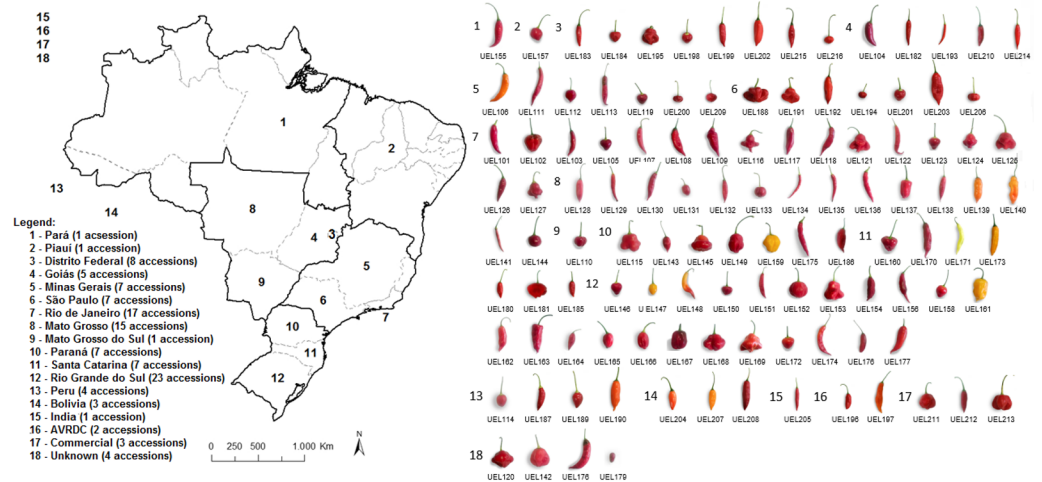 15
16
17
18
1
2
13
14
8
3
4
5
9
6
7
10
11
12
Legend:
1 - Pará (1 asession)
2 - Piauí (1 asession)
3 - Distrito Federal (8 accessions)
4 - Goiás (5 accessions)
5 - Minas Gerais (7 accessions)
6 - São Paulo (7 accessions)
7 - Rio de Janeiro (17 accessions)
8 - Mato Grosso (15 accessions)
9 - Mato Grosso do Sul (1 accession)
10 - Paraná (7 accessions)
11 - Santa Catarina (7 accessions)
12 - Rio Grande do Sul (23 accessions)
13 - Peru (4 accessions)
14 - Bolivia (3 accessions)
15 - India (1 accession)
16 - AVRDC (2 accessions)
17 - Commercial (3 accessions)
18 - Unknown (4 accessions)
0 250 500 1.000 Km
N
1 2 3 4
UEL155 UEL157 UEL183 UEL184 UEL195 UEL198 UEL199 UEL202 UEL215 UEL216 UEL104 UEL182 UEL193 UEL210 UEL214
5 6
UEL106 UEL111 UEL112 UEL113 UEL119 UEL200 UEL209 UEL188 UEL191 UEL192 UEL194 UEL201 UEL203 UEL206
7
UEL101 UEL102 UEL103 UEL105 UEL107 UEL108 UEL109 UEL116 UEL117 UEL118 UEL121 UEL122 UEL123 UEL124 UEL125
8
UEL126 UEL127 UEL128 UEL129 UEL130 UEL131 UEL132 UEL133 UEL134 UEL135 UEL136 UEL137 UEL138 UEL139 UEL140
9 10 11
UEL141 UEL144 UEL110 UEL115 UEL143 UEL145 UEL149 UEL159 UEL175 UEL186 UEL160 UEL170 UEL171 UEL173
12
UEL180 UEL181 UEL185 UEL146 U EL147 UEL148 UEL150 UEL151 UEL152 UEL153 UEL154 UEL156 UEL158 UEL161
UEL162 UEL163 UEL164 UEL165 UEL166 UEL167 UEL168 UEL169 UEL172 UEL174 UEL176 UEL177
13 14 15 16 17
UEL114 UEL187 UEL189 UEL190 UEL204 UEL207 UEL208 UEL205 UEL196 UEL197 UEL211 UEL212 UEL213
18
UEL120 UEL142 UEL176 UEL179